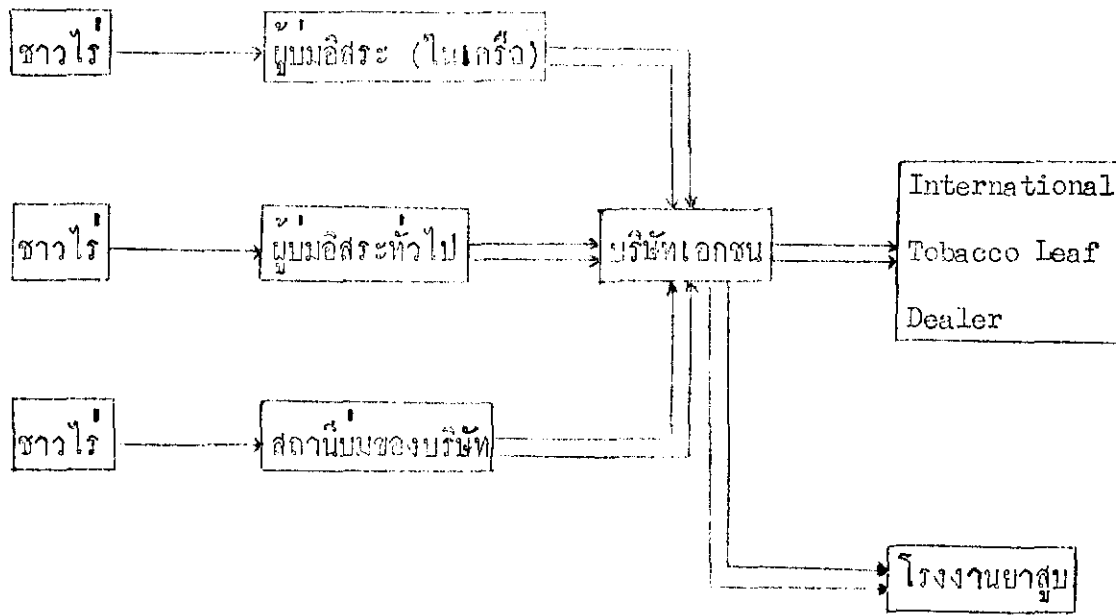 ชาวไร่
ผู้บ่มอิสระ (ในเครือ)
ชาวไร่
ผู้บ่มอิสระทั่วไป
บริษัทเอกชน
International
Tobacco Leaf
Dealer
ชาวไร่
สถานีบ่มของบริษัท
โรงงานยาสูบ